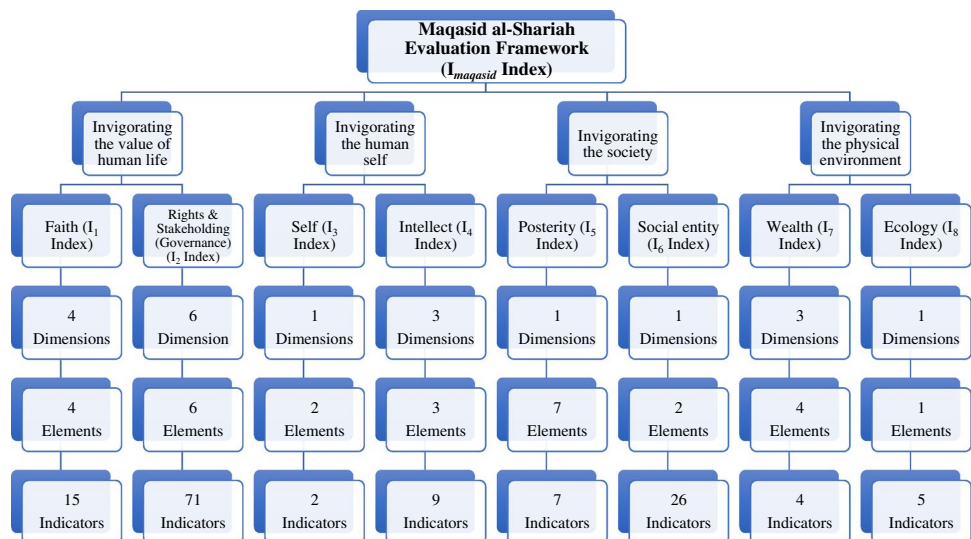 Maqasid al-Shariah
Evaluation Framework
(Imaqasid Index)
Invigorating
the value of
human life
Invigorating
the human
self
Invigorating
the society
Invigorating
the physical
environment
Faith (I1
Index)
Rights &
Stakeholding
(Governance)
(I2 Index)
Self (I3
Index)
Intellect (I4
Index)
Posterity (I5
Index)
Social entity
(I6 Index)
Wealth (I7
Index)
Ecology (I8
Index)
4
Dimensions
6
Dimension
1
Dimensions
3
Dimensions
1
Dimensions
1
Dimensions
3
Dimensions
1
Dimensions
4
Elements
6
Elements
2
Elements
3
Elements
7
Elements
2
Elements
4
Elements
1
Elements
15
Indicators
71
Indicators
2
Indicators
9
Indicators
7
Indicators
26
Indicators
4
Indicators
5
Indicators